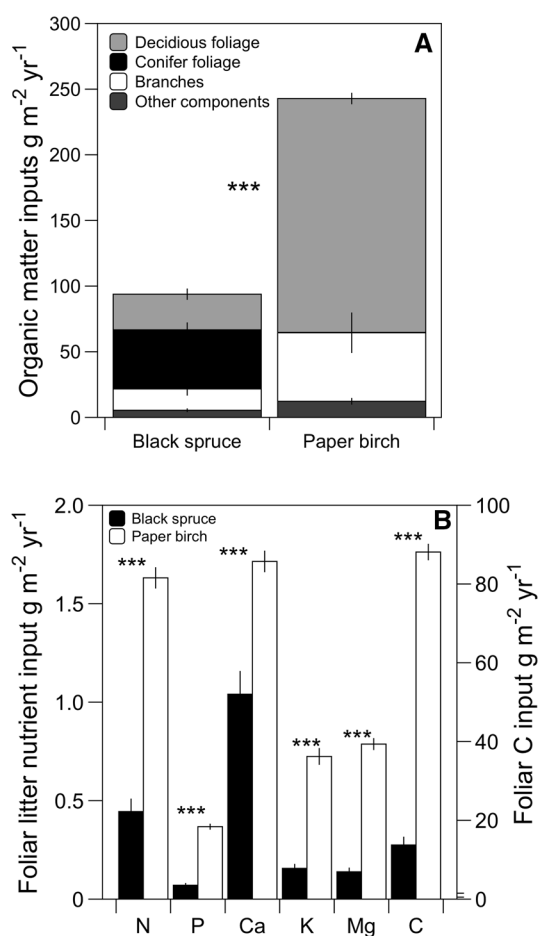 300
250
200
150
100
50
0
Organic matter inputs g m-2 yr-1
A
Decidious foliage
Conifer foliage
Branches
Other components
***
Black spruce
Paper birch
2.0
1.5
1.0
0.5
0
Foliar litter nutrient input g m-2 yr-1
B
Black spruce
Paper birch
***
***
***
***
***
***
100
80
60
40
20
0
Foliar C input g m-2 yr-1
N P Ca K Mg C